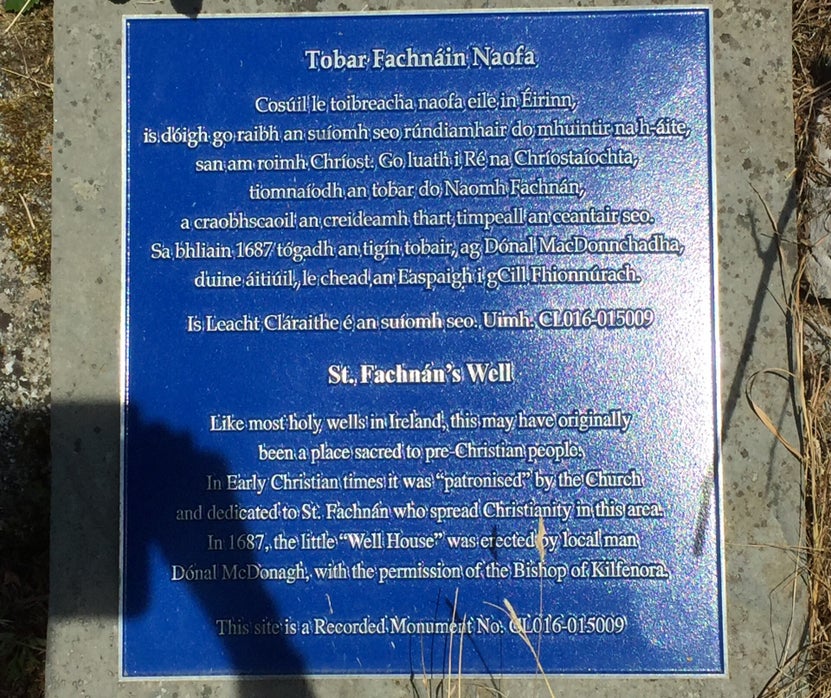 Tobar Fachnáin Naofa
Cosúil le toibreacha naofa eile in Éirinn,
is dóigh go raibh an suíomh seo rúndiamhair do mhuintir na h-áite,
san am roimh Chríost. Go luath i Ré na Chríostaíochta,
tiomnaíodh an tobar do Naomh Fachnán,
a craobhscaoil an creideamh thart timpeall an ceantair seo.
Sa bhliain 1687 tógadh an tigín tobair, ag Dónal MacDonnchadha,
duine áitiúil, le chead an Easpaigh i gCill Fhionnúrach.
Is Leacht Cláraithe é an suíomh seo. Uimh. CL016-015009
St. Fachnán's Well
Like most holy wells in Ireland, this may have originally
been a place sacred to pre-Christian people.
In Early Christian times it was "patronised" by the Church
and dedicated to St. Fachnán who spread Christianity in this area.
In 1687, the little "Well House" was erected by local man
Dónal McDonagh, with the permission of the Bishop of Kilfenora.
This site is a Recorded Monument No. CL016-015009